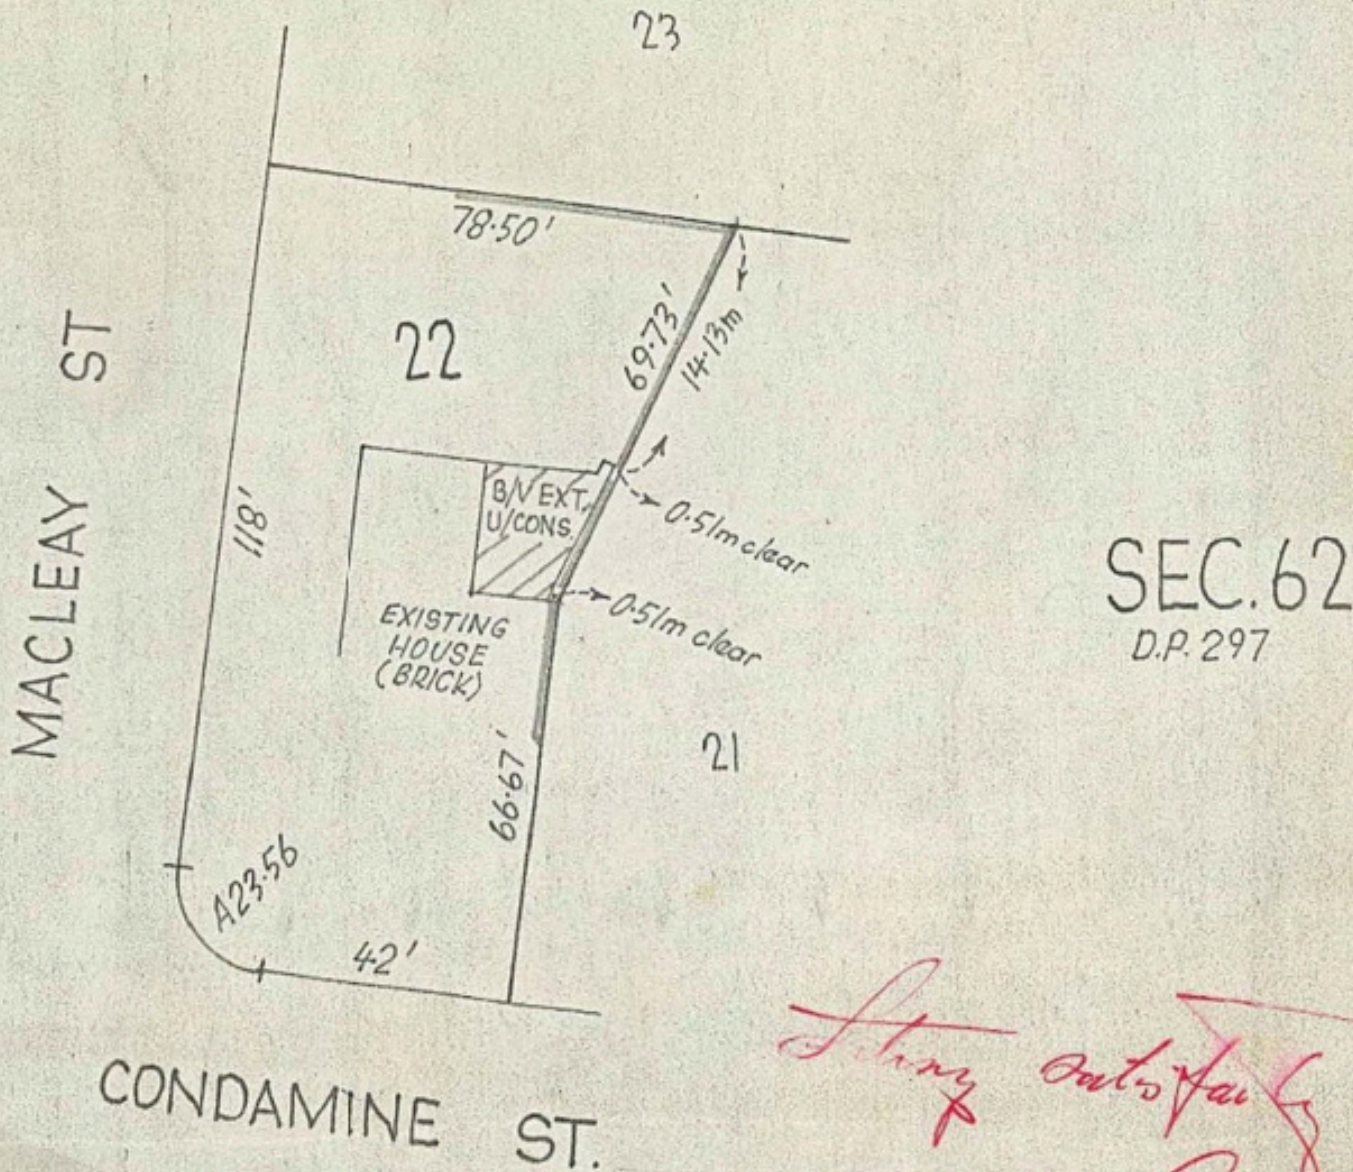 23
78·50'
69·73'
14·13m
22
118'
B/V EXT.
U/CONS.
0·51m clear
0·51m clear
EXISTING
HOUSE
(BRICK)
MACLEAY ST
SEC. 62
D.P. 297
21
66·67'
A23·56
42'
CONDAMINE ST.